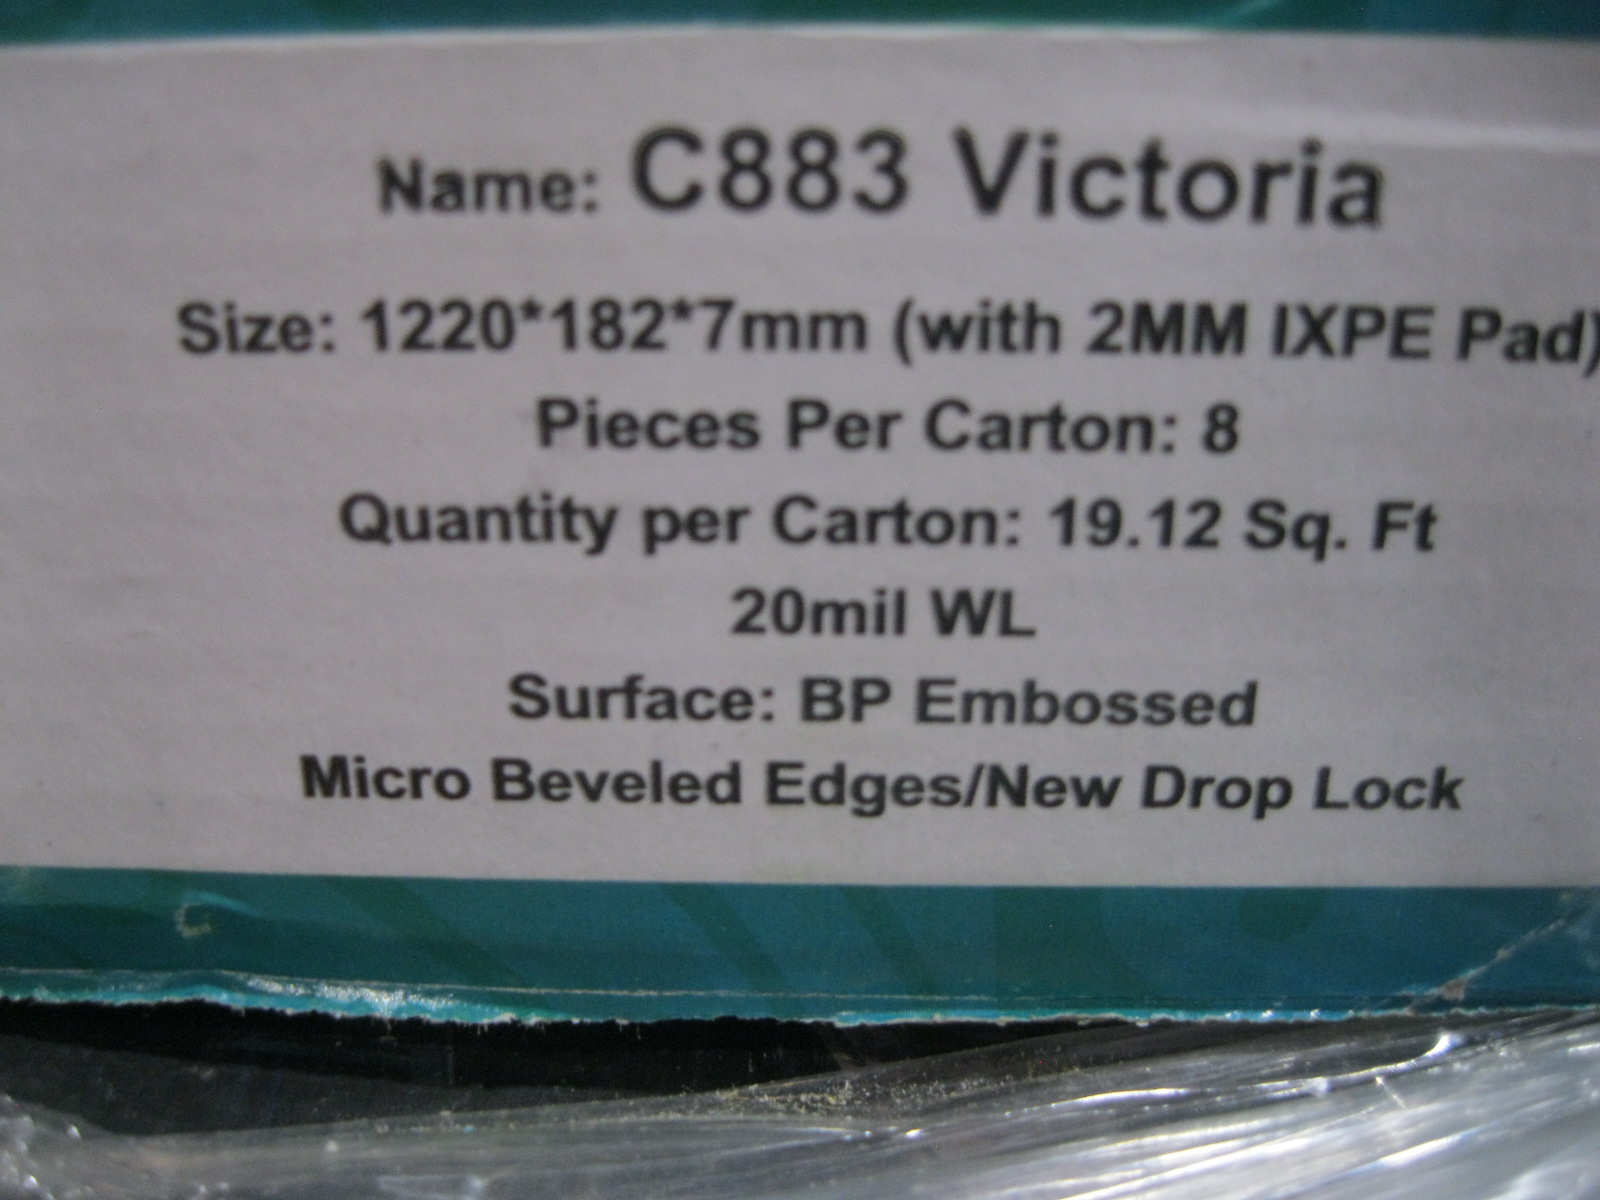 Name: C883 Victoria
Size: 1220*182*7mm (with 2MM IXPE Pad)
Pieces Per Carton: 8
Quantity per Carton: 19.12 Sq. Ft
20mil WL
Surface: BP Embossed
Micro Beveled Edges/New Drop Lock